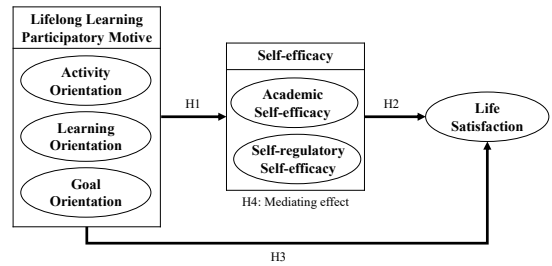 Lifelong Learning
Participatory Motive
Activity
Orientation
Learning
Orientation
Goal
Orientation
H1
Self-efficacy
Academic
Self-efficacy
Self-regulatory
Self-efficacy
H4: Mediating effect
H2
Life
Satisfaction
H3